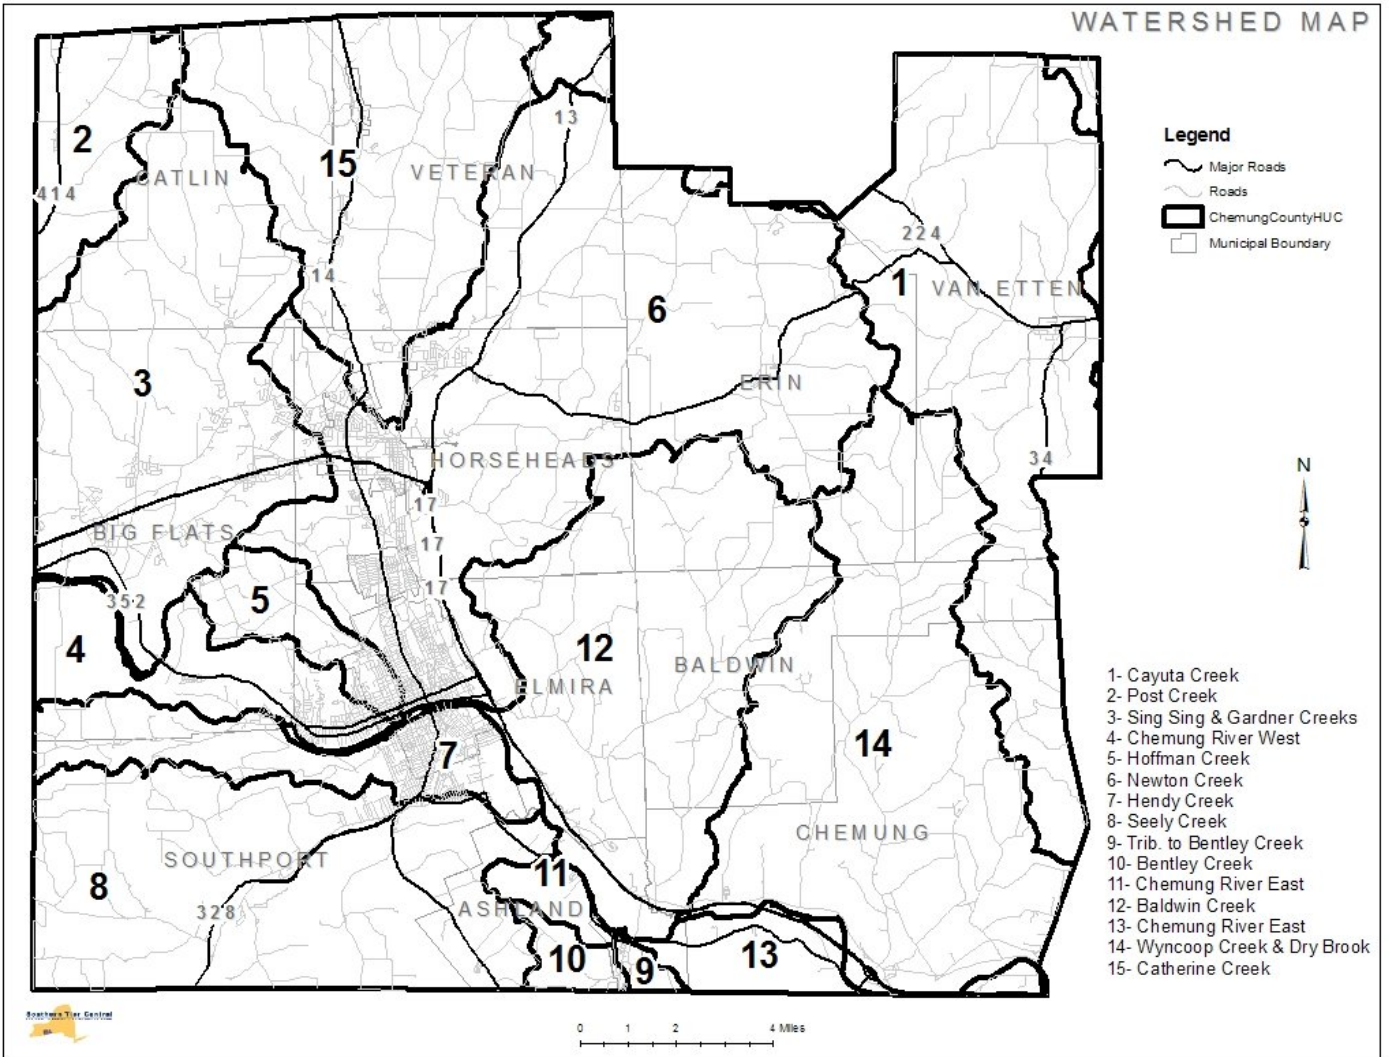 WATERSHED MAP
13
2
15
CATLIN
VETERAN
414
Legend
Major Roads
Roads
ChemungCountyHUC
Municipal Boundary
224
14
1
VAN ETTEN
6
3
ERIN
HORSEHEADS
34
N
17
BIG FLATS
17
17
352
5
4
12
BALDWIN
ELMIRA
7
14
CHEMUNG
1- Cayuta Creek
2- Post Creek
3- Sing Sing & Gardner Creeks
4- Chemung River West
5- Hoffman Creek
6- Newton Creek
7- Hendy Creek
8- Seely Creek
9- Trib. to Bentley Creek
10- Bentley Creek
11- Chemung River East
12- Baldwin Creek
13- Chemung River East
14- Wyncoop Creek & Dry Brook
15- Catherine Creek
SOUTHPORT
8
11
328
ASHLAND
10
9
13
Southern Tier Central
0 1 2 4 Miles